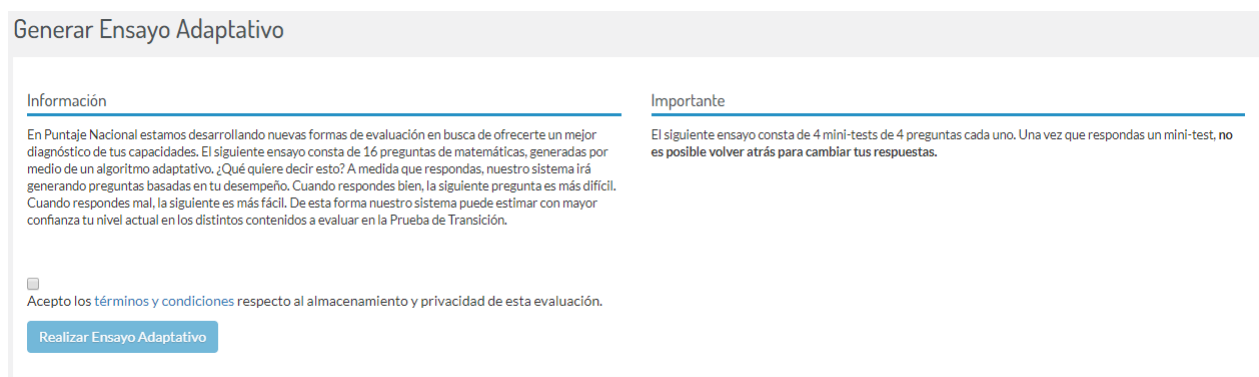 Generar Ensayo Adaptativo
Información
En Puntaje Nacional estamos desarrollando nuevas formas de evaluación en busca de ofrecerte un mejor
diagnóstico de tus capacidades. El siguiente ensayo consta de 16 preguntas de matemáticas, generadas por
medio de un algoritmo adaptativo. ¿Qué quiere decir esto? A medida que respondas, nuestro sistema irá
generando preguntas basadas en tu desempeño. Cuando respondes bien, la siguiente pregunta es más difícil.
Cuando respondes mal, la siguiente es más fácil. De esta forma nuestro sistema puede estimar con mayor
confianza tu nivel actual en los distintos contenidos a evaluar en la Prueba de Transición.
Importante
El siguiente ensayo consta de 4 mini-tests de 4 preguntas cada uno. Una vez que respondas un mini-test, no
es posible volver atrás para cambiar tus respuestas.
Acepto los términos y condiciones respecto al almacenamiento y privacidad de esta evaluación.
Realizar Ensayo Adaptativo